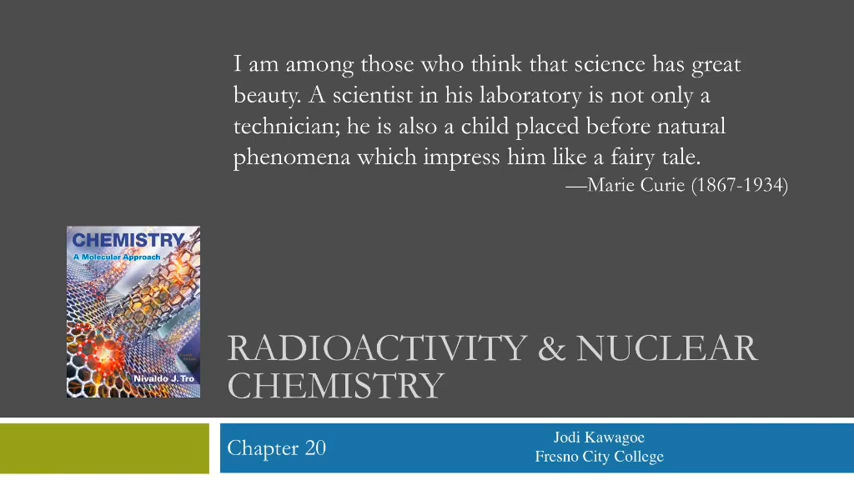 I am among those who think that science has great
beauty. A scientist in his laboratory is not only a
technician; he is also a child placed before natural
phenomena which impress him like a fairy tale.
—Marie Curie (1867-1934)
CHEMISTRY
A Molecular Approach
Nivaldo J. Tro
RADIOACTIVITY & NUCLEAR
CHEMISTRY
Chapter 20
Jodi Kawagoe
Fresno City College